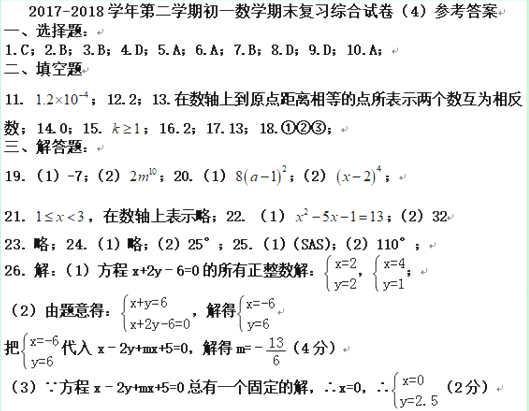 2017-2018学年第二学期初一数学期末复习综合试卷（4）参考答案
一、选择题：
1.C；2.B；3.B；4.D；5.A；6.A；7.B；8.D；9.D；10.A；
二、填空题
11. 1.2×10⁻⁴；12.2；13.在数轴上到原点距离相等的点所表示两个数互为相反
数；14.0；15. k≥1；16.2；17.13；18.①②③；
三、解答题：
19.（1）-7；（2）2m¹⁰；20.（1）8(a－1)²；（2）(x－2)⁴；
21. 1≤x<3，在数轴上表示略；22.（1）x²－5x－1=13；（2）32
23.略；24.（1）略；（2）25°；25.（1）(SAS)；（2）110°；
26.解：（1）方程x+2y﹣6=0的所有正整数解：{x=2 y=2，{x=4 y=1；
（2）由题意得：{x+y=6 x+2y﹣6=0，解得{x=﹣6 y=6
把{x=﹣6 y=6代入x﹣2y+mx+5=0，解得m=﹣13/6（4分）
（3）∵方程x﹣2y+mx+5=0总有一个固定的解，∴x=0，∴{x=0 y=2.5（2分）